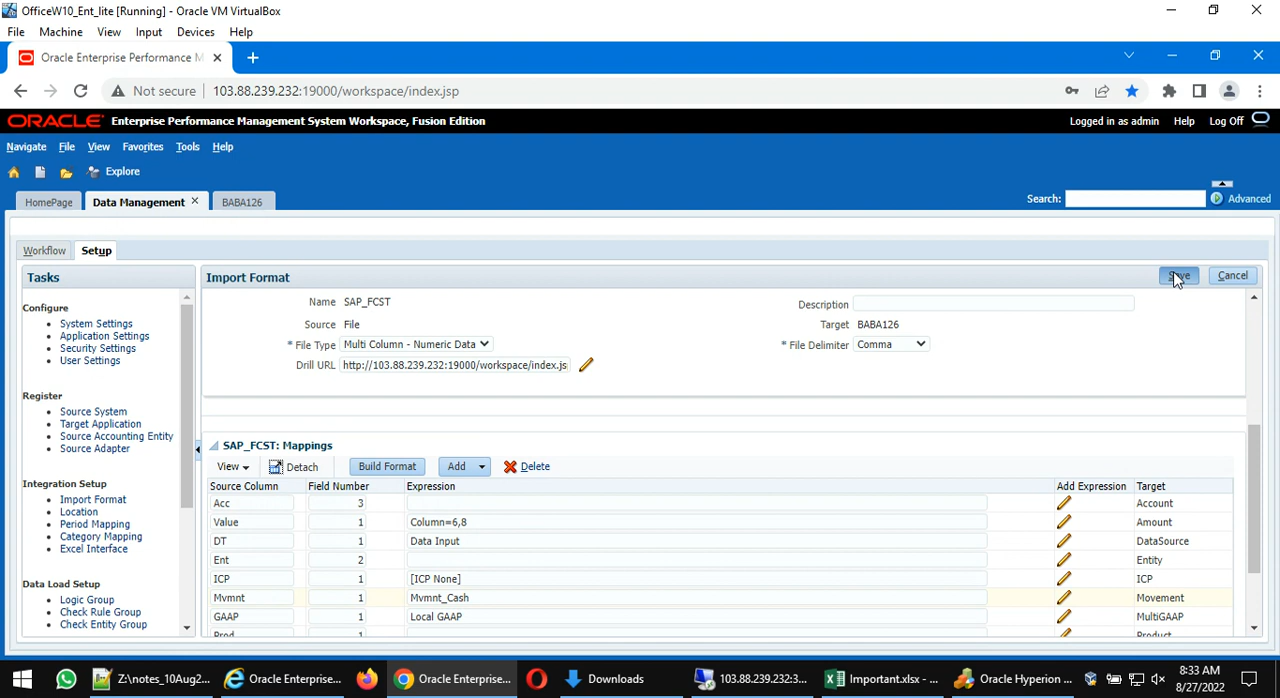 OfficeW10_Ent_lite [Running] - Oracle VM VirtualBox
File Machine View Input Devices Help
Oracle Enterprise Performance M
Not secure 103.88.239.232:19000/workspace/index.jsp
ORACLE Enterprise Performance Management System Workspace, Fusion Edition Logged in as admin Help Log Off
Navigate File View Favorites Tools Help
Explore
HomePage Data Management BABA126 Search: Advanced
Workflow Setup
Tasks Import Format Save Cancel
Name SAP_FCST Description
Configure
Source File Target BABA126
System Settings
Application Settings
* File Type Multi Column - Numeric Data * File Delimiter Comma
Security Settings
User Settings
Drill URL http://103.88.239.232:19000/workspace/index.jsp
Register
Source System
Target Application
Source Accounting Entity
Source Adapter
SAP_FCST: Mappings
View Detach Build Format Add Delete
Integration Setup
Source Column Field Number Expression Add Expression Target
Import Format
Acc 3 Account
Location
Period Mapping
Value 1 Column=6,8 Amount
Category Mapping
DT 1 Data Input DataSource
Excel Interface
Ent 2 Entity
Data Load Setup
ICP 1 [ICP None] ICP
Logic Group
Mvmnt 1 Mvmnt_Cash Movement
Check Rule Group
GAAP 1 Local GAAP MultiGAAP
Check Entity Group
Prod 1 Product
Z:\notes_10Aug2... Oracle Enterprise... Oracle Enterprise... Downloads 103.88.239.232:3... Important.xlsx - ... Oracle Hyperion ...
8:33 AM
8/27/2022